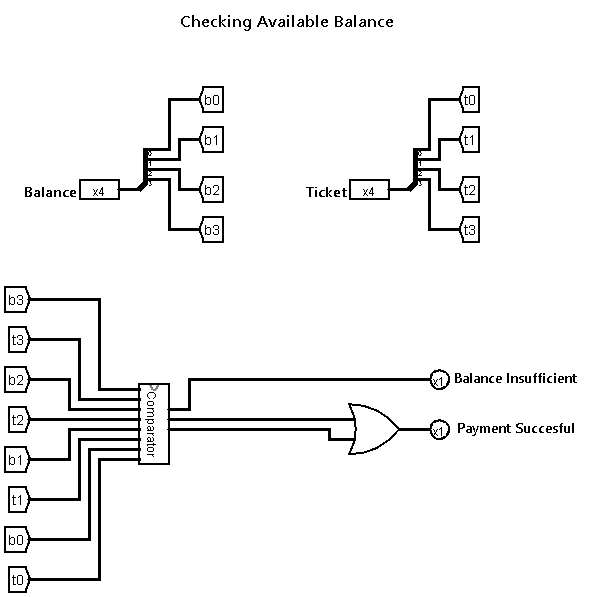 Checking Available Balance
b0
t0
b1
t1
Balance x4
Ticket x4
b2
t2
b3
t3
b3
t3
b2
t2
b1
t1
b0
t0
Comparator
x1 Balance Insufficient
x1 Payment Succesful